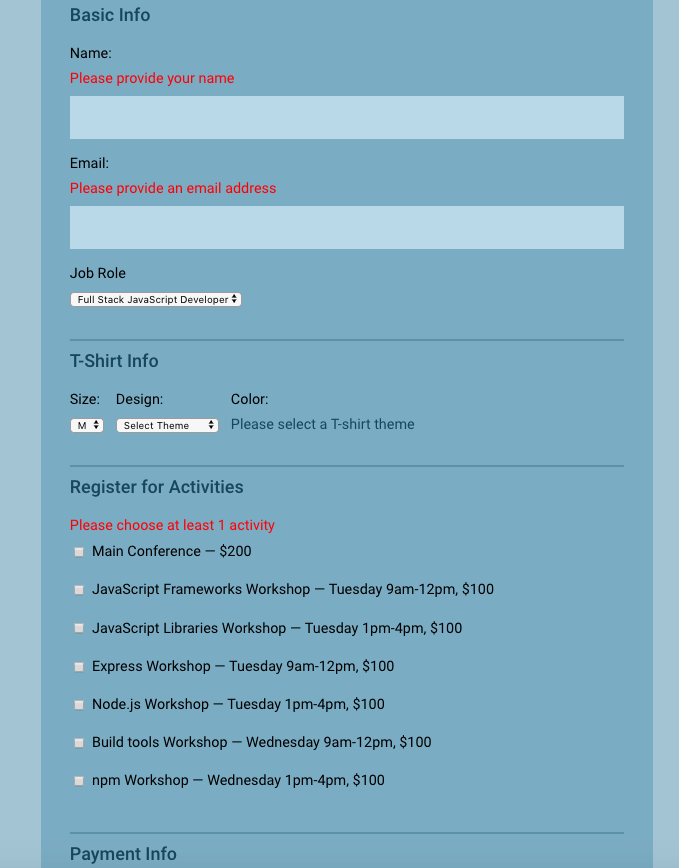 Basic Info
Name:
Please provide your name
Email:
Please provide an email address
Job Role
Full Stack JavaScript Developer
T-Shirt Info
Size: Design: Color:
M Select Theme Please select a T-shirt theme
Register for Activities
Please choose at least 1 activity
Main Conference — $200
JavaScript Frameworks Workshop — Tuesday 9am-12pm, $100
JavaScript Libraries Workshop — Tuesday 1pm-4pm, $100
Express Workshop — Tuesday 9am-12pm, $100
Node.js Workshop — Tuesday 1pm-4pm, $100
Build tools Workshop — Wednesday 9am-12pm, $100
npm Workshop — Wednesday 1pm-4pm, $100
Payment Info